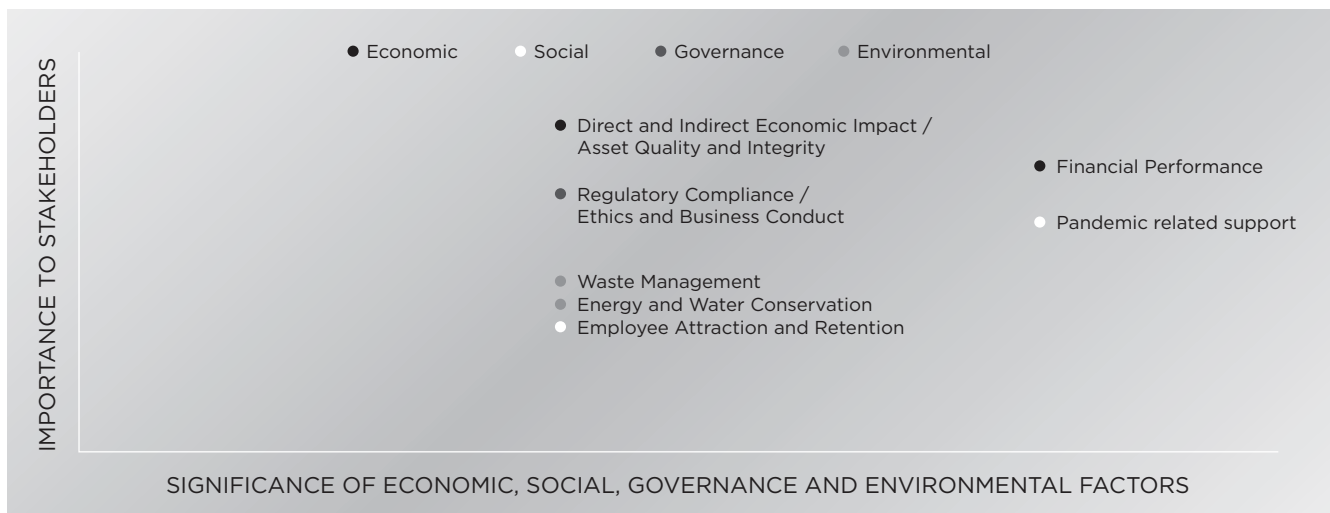 Economic
Social
Governance
Environmental
IMPORTANCE TO STAKEHOLDERS
Direct and Indirect Economic Impact /
Asset Quality and Integrity
Financial Performance
Regulatory Compliance /
Ethics and Business Conduct
Pandemic related support
Waste Management
Energy and Water Conservation
Employee Attraction and Retention
SIGNIFICANCE OF ECONOMIC, SOCIAL, GOVERNANCE AND ENVIRONMENTAL FACTORS